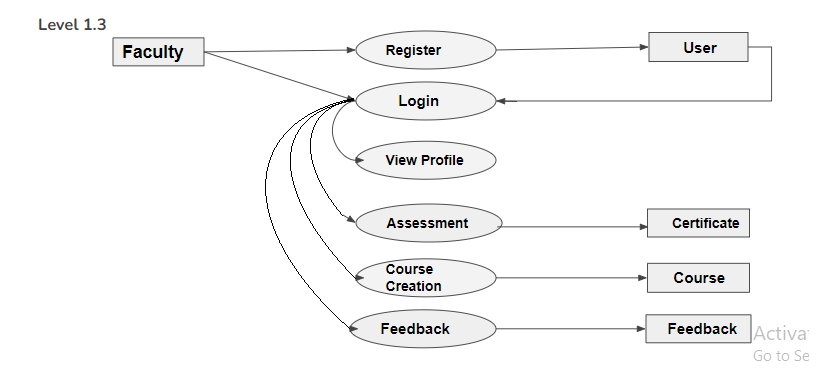 Level 1.3
Faculty
Register
User
Login
View Profile
Assessment
Certificate
Course
Creation
Course
Feedback
Feedback
Activa
Go to Se